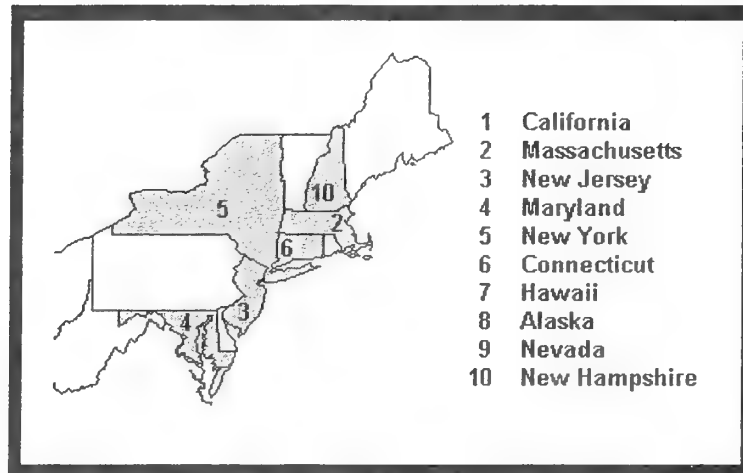 1 California
2 Massachusetts
3 New Jersey
4 Maryland
5 New York
6 Connecticut
7 Hawaii
8 Alaska
9 Nevada
10 New Hampshire
10
2
5
6
3
4